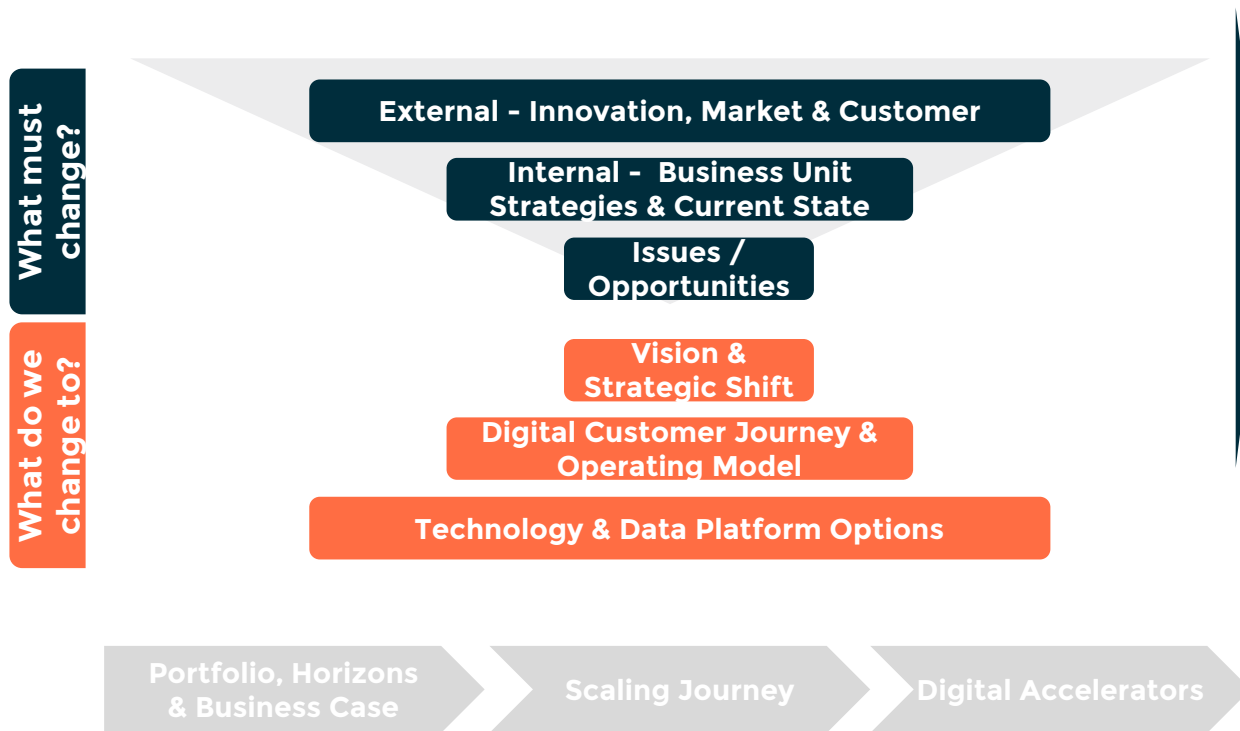 What must
change?
External - Innovation, Market & Customer
Internal -  Business Unit
Strategies & Current State
Issues /
Opportunities
What do we
change to?
Vision &
Strategic Shift
Digital Customer Journey &
Operating Model
Technology & Data Platform Options
Portfolio, Horizons
& Business Case
Scaling Journey
Digital Accelerators